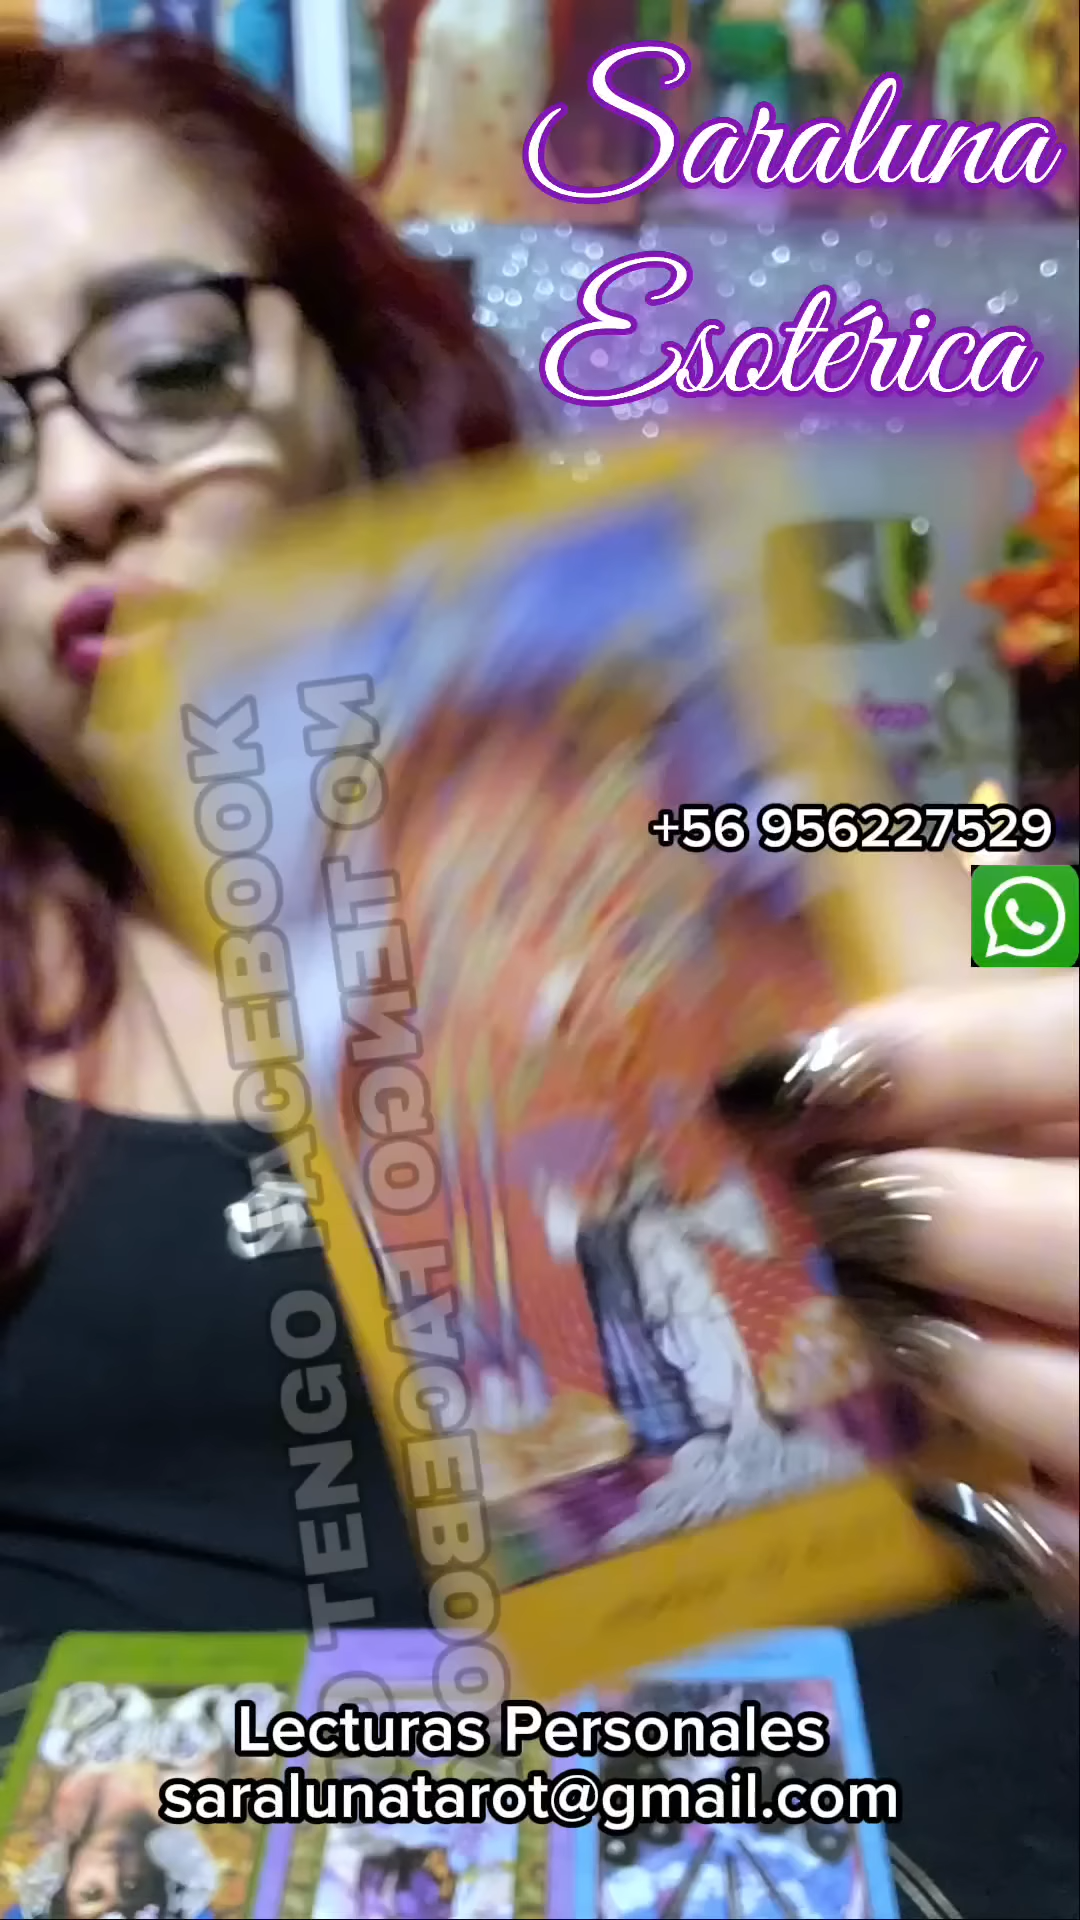 Saraluna
Esotérica
+56 956227529
NO TENGO FACEBOOK
NO TENGO FACEBOOK
Lecturas Personales
saralunatarot@gmail.com